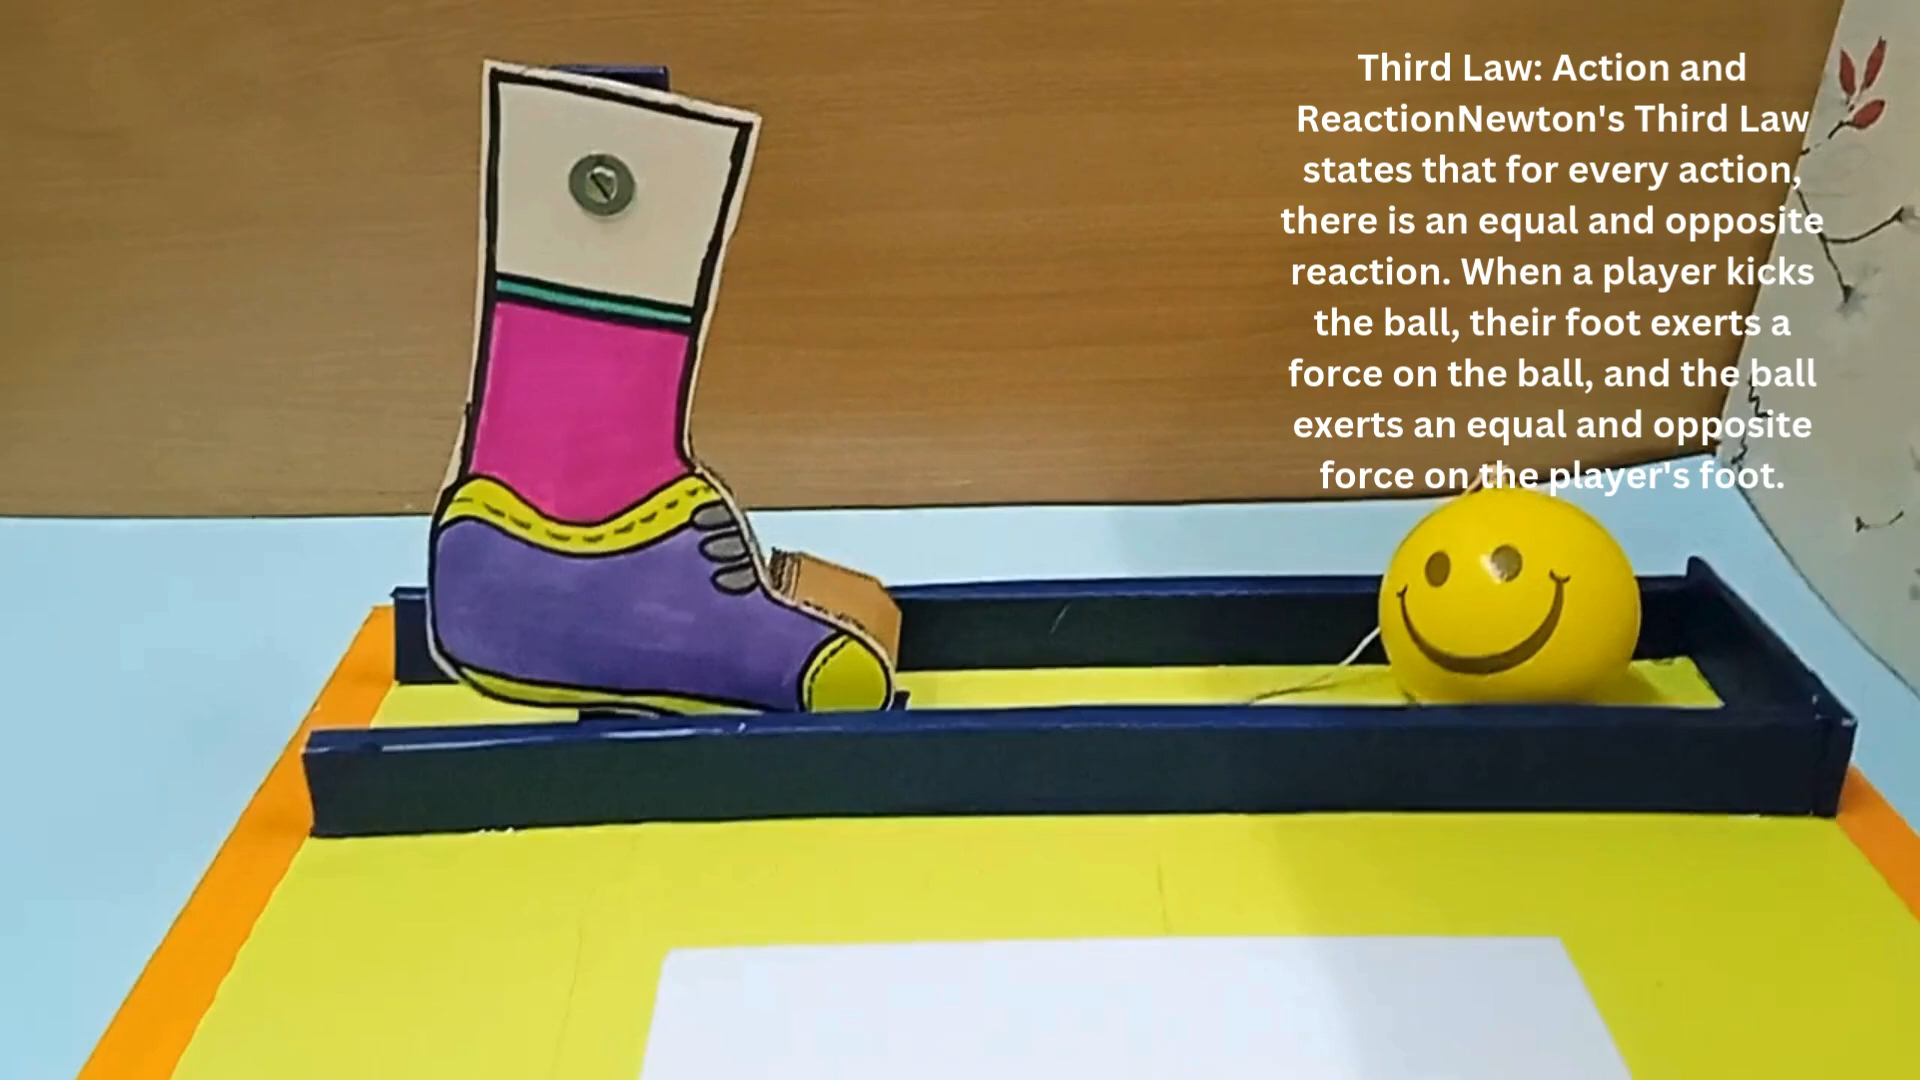 Third Law: Action and
ReactionNewton's Third Law
states that for every action,
there is an equal and opposite
reaction. When a player kicks
the ball, their foot exerts a
force on the ball, and the ball
exerts an equal and opposite
force on the player's foot.